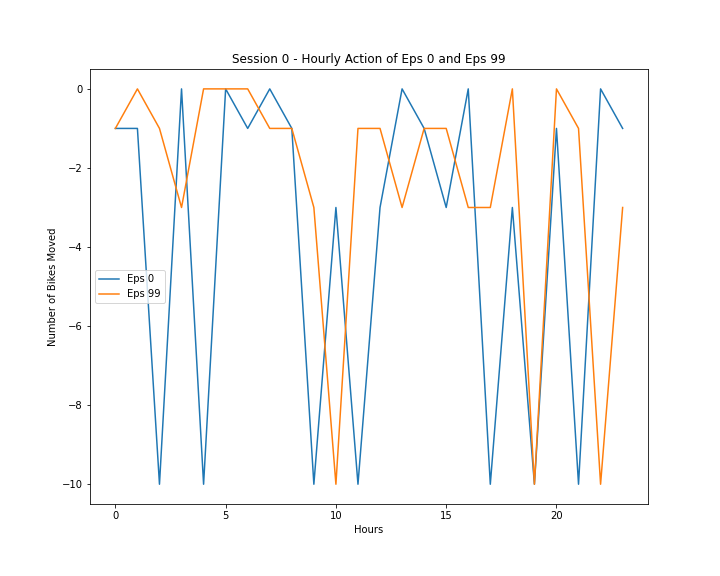 Session 0 - Hourly Action of Eps 0 and Eps 99
Number of Bikes Moved
0
−2
−4
−6
−8
−10
Eps 0
Eps 99
0 5 10 15 20
Hours